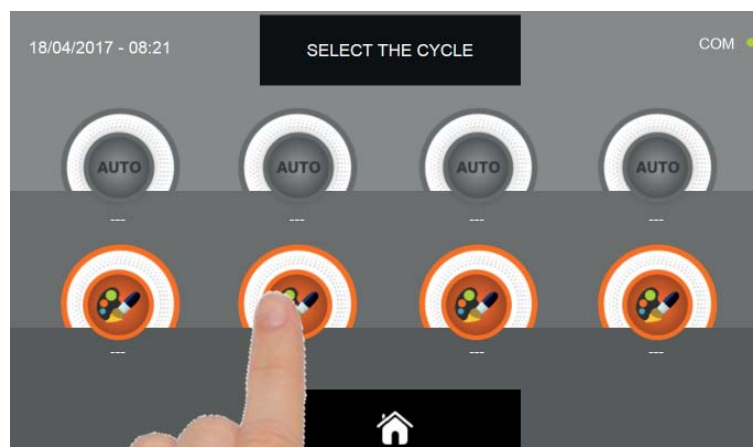 18/04/2017 - 08:21
SELECT THE CYCLE
COM
AUTO AUTO AUTO AUTO
--- --- --- ---
--- --- --- ---